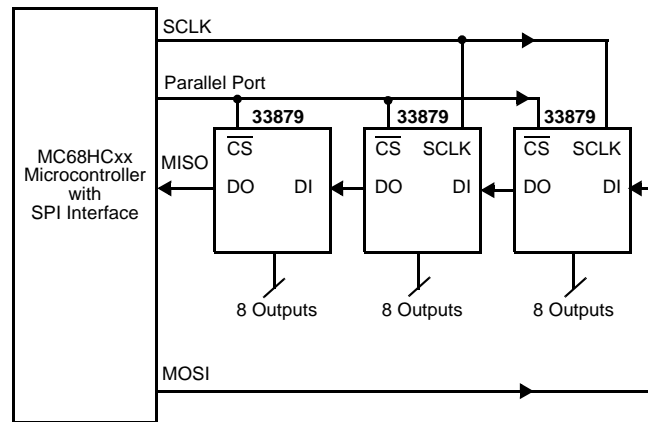 SCLK
Parallel Port
33879 33879 33879
CS CS SCLK CS SCLK
MC68HCxx
Microcontroller
with
SPI Interface
MISO
DO DI DO DI DO DI
8 Outputs 8 Outputs 8 Outputs
MOSI